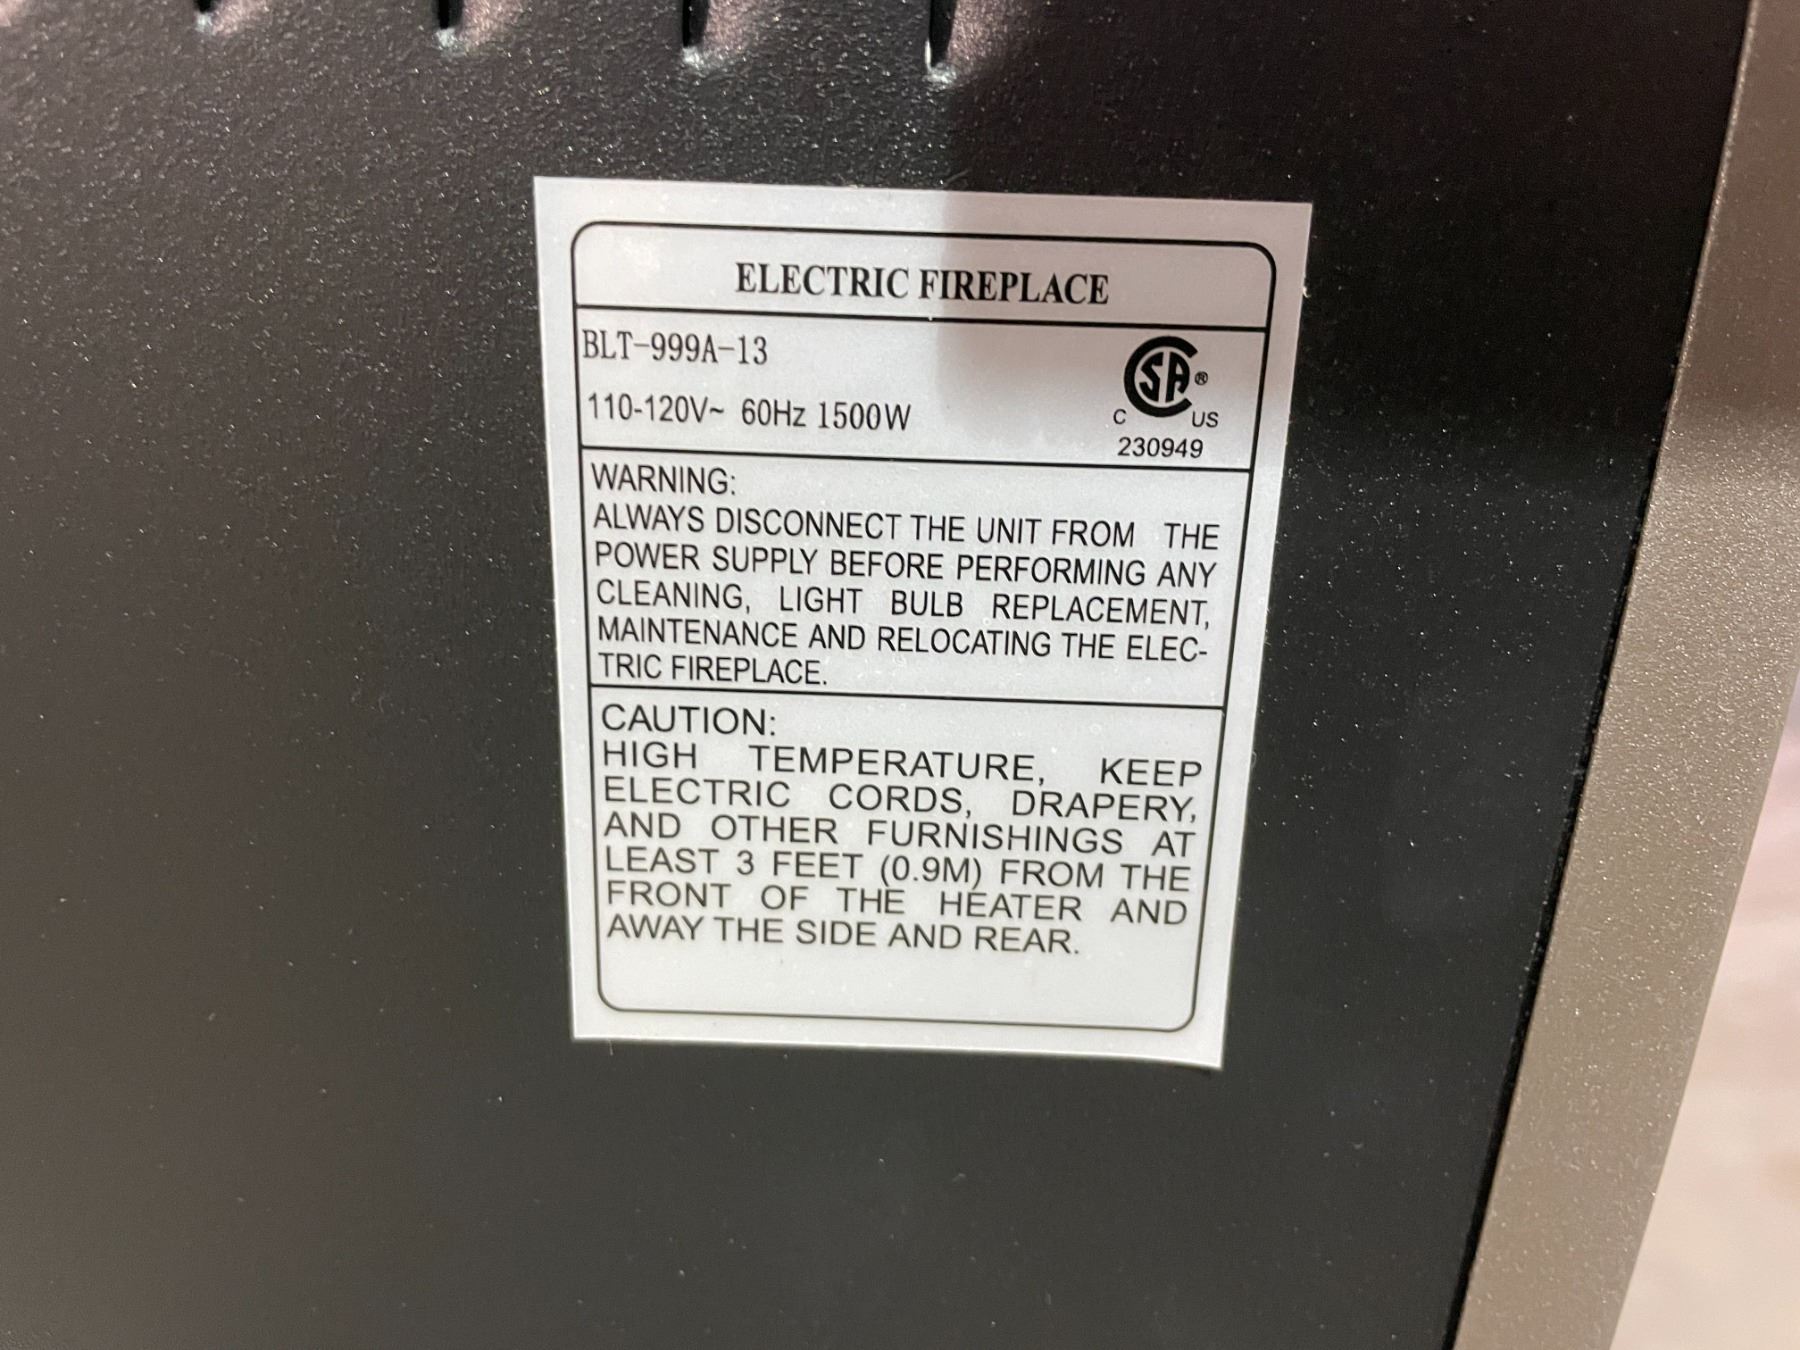 ELECTRIC FIREPLACE
BLT-999A-13
110-120V~ 60Hz 1500W
CSA®
C US
230949
WARNING:
ALWAYS DISCONNECT THE UNIT FROM THE
POWER SUPPLY BEFORE PERFORMING ANY
CLEANING, LIGHT BULB REPLACEMENT,
MAINTENANCE AND RELOCATING THE ELEC-
TRIC FIREPLACE.
CAUTION:
HIGH TEMPERATURE, KEEP
ELECTRIC CORDS, DRAPERY,
AND OTHER FURNISHINGS AT
LEAST 3 FEET (0.9M) FROM THE
FRONT OF THE HEATER AND
AWAY THE SIDE AND REAR.